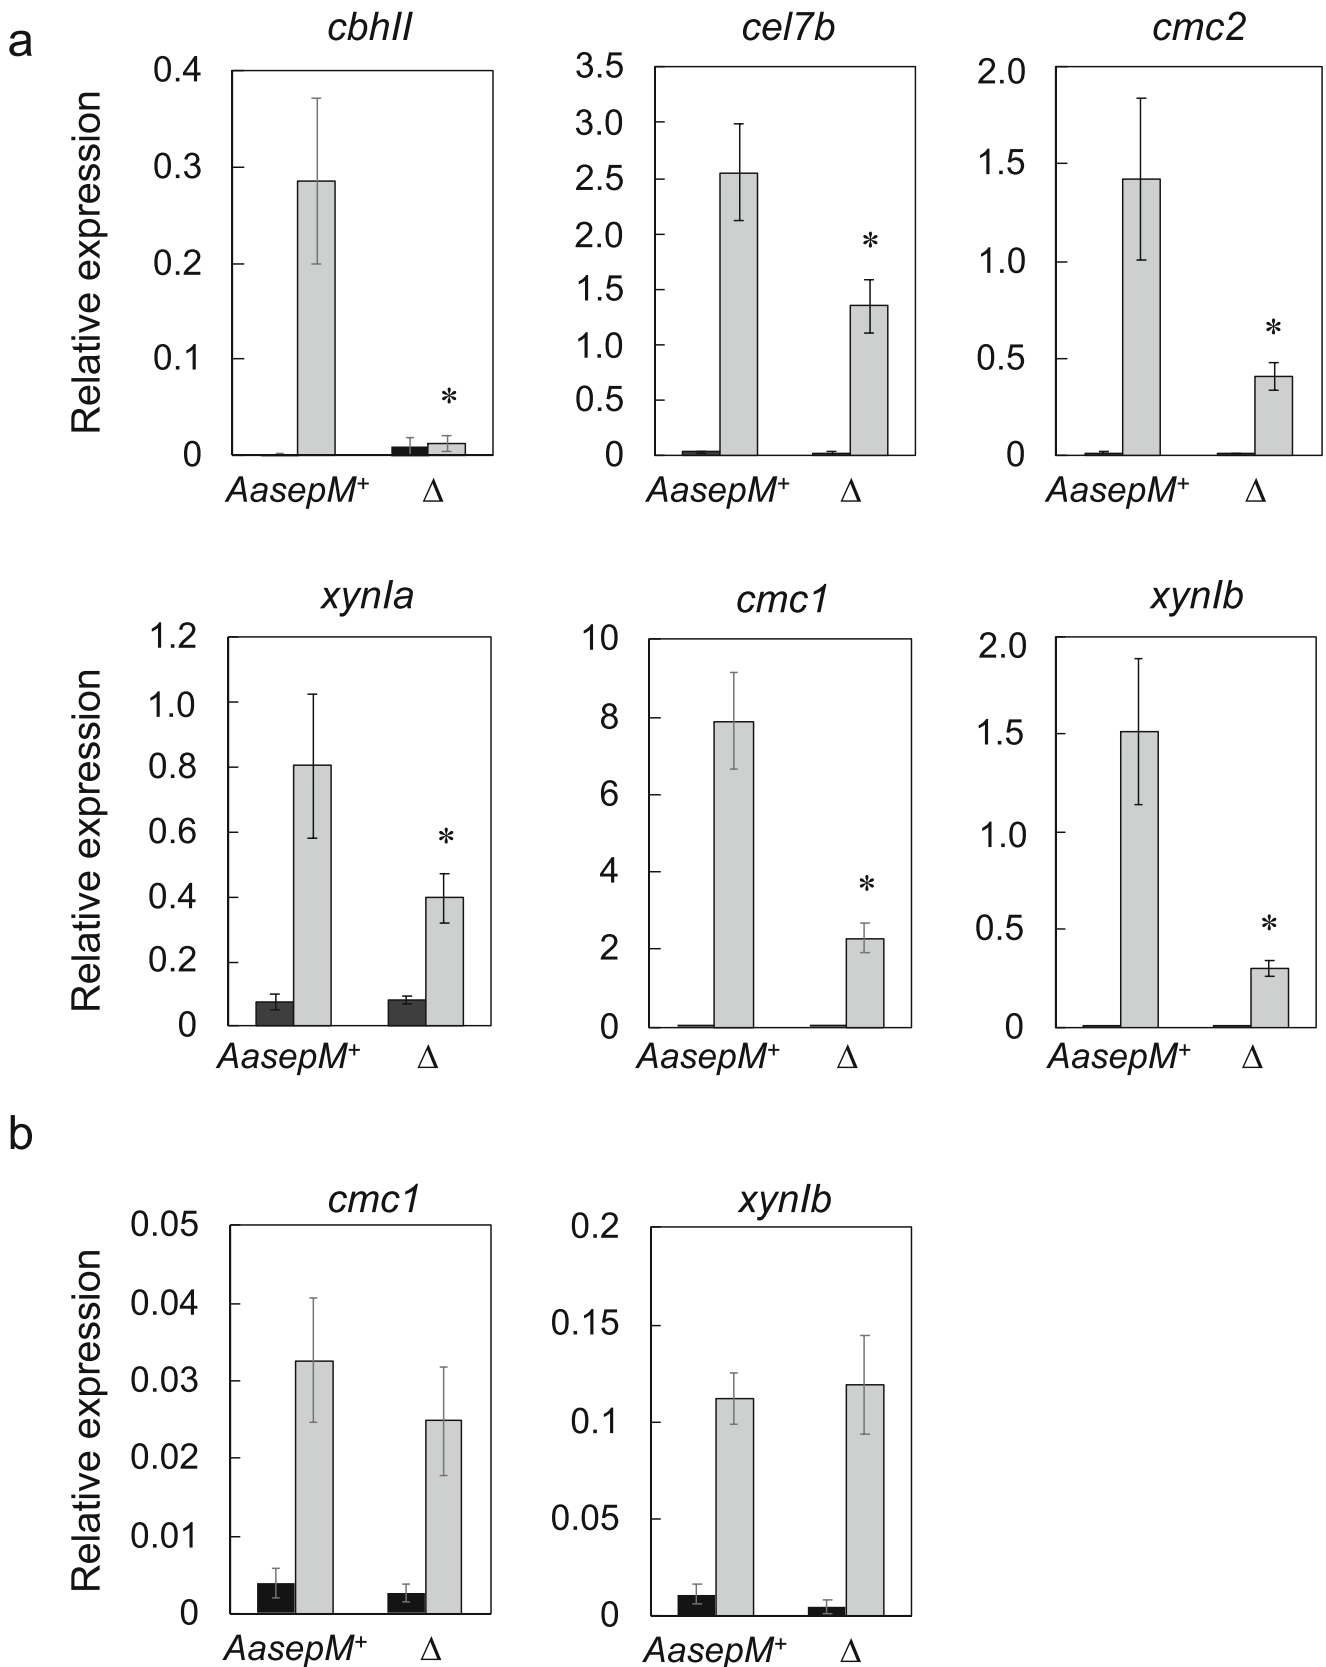 a
cbhII
cel7b
cmc2
Relative expression
0.4
0.3
0.2
0.1
0
*
AasepM+
Δ
3.5
3.0
2.5
2.0
1.5
1.0
0.5
0
*
AasepM+
Δ
2.0
1.5
1.0
0.5
0
*
AasepM+
Δ
xynIa
cmc1
xynIb
Relative expression
1.2
1.0
0.8
0.6
0.4
0.2
0
*
AasepM+
Δ
10
8
6
4
2
0
*
AasepM+
Δ
2.0
1.5
1.0
0.5
0
*
AasepM+
Δ
b
cmc1
xynIb
Relative expression
0.05
0.04
0.03
0.02
0.01
0
AasepM+
Δ
0.2
0.15
0.1
0.05
0
AasepM+
Δ